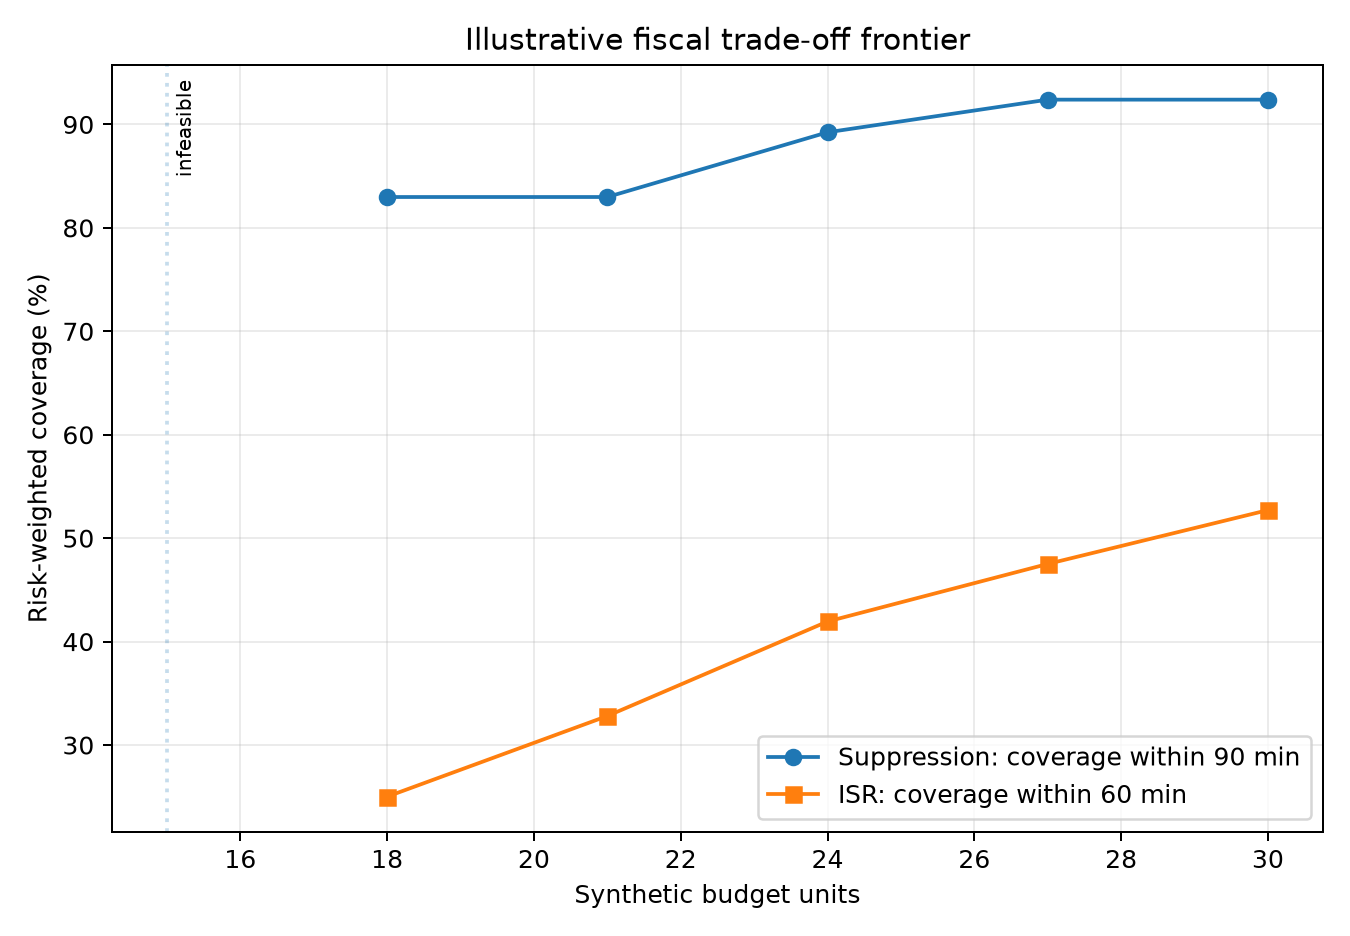 Illustrative fiscal trade-off frontier
infeasible
Risk-weighted coverage (%)
90
80
70
60
50
40
30
Suppression: coverage within 90 min
ISR: coverage within 60 min
16 18 20 22 24 26 28 30
Synthetic budget units